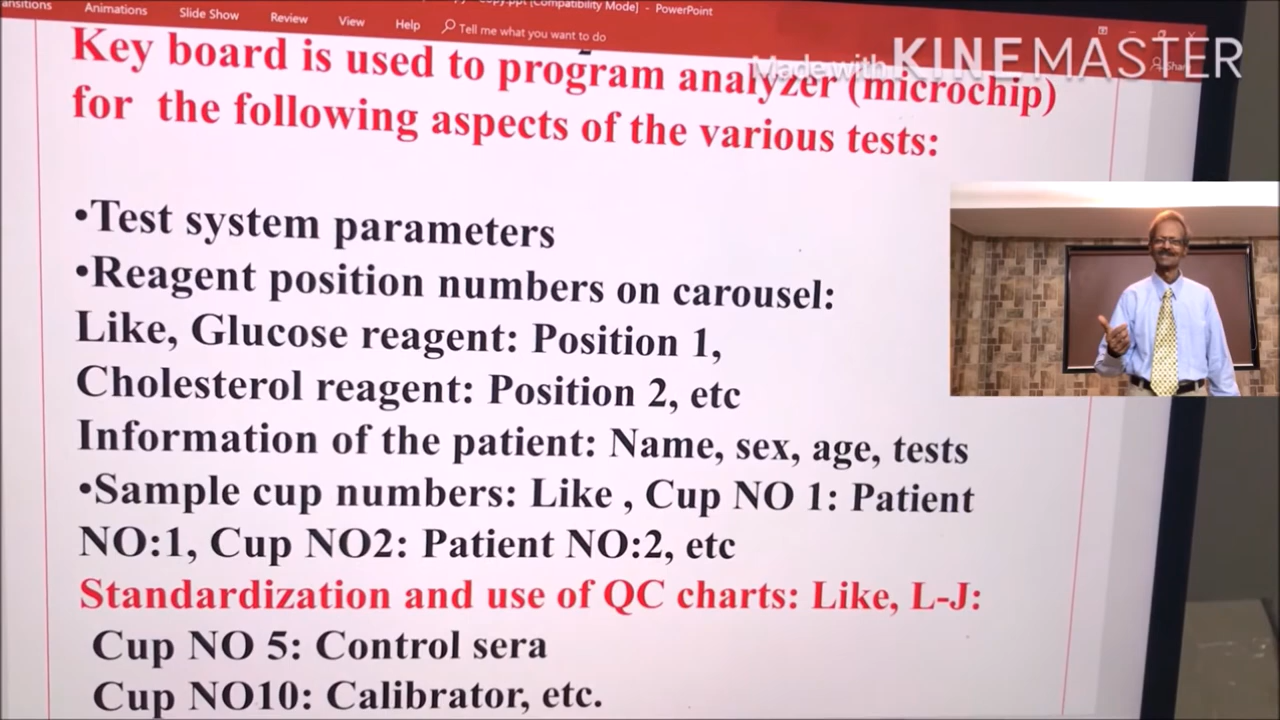 ansitions Animations Slide Show Review View Help Tell me what you want to do
[Compatibility Mode] - PowerPoint
Made with KINEMASTER
Key board is used to program analyzer (microchip)
for the following aspects of the various tests:
•Test system parameters
•Reagent position numbers on carousel:
Like, Glucose reagent: Position 1,
Cholesterol reagent: Position 2, etc
Information of the patient: Name, sex, age, tests
•Sample cup numbers: Like , Cup NO 1: Patient
NO:1, Cup NO2: Patient NO:2, etc
Standardization and use of QC charts: Like, L-J:
Cup NO 5: Control sera
Cup NO10: Calibrator, etc.